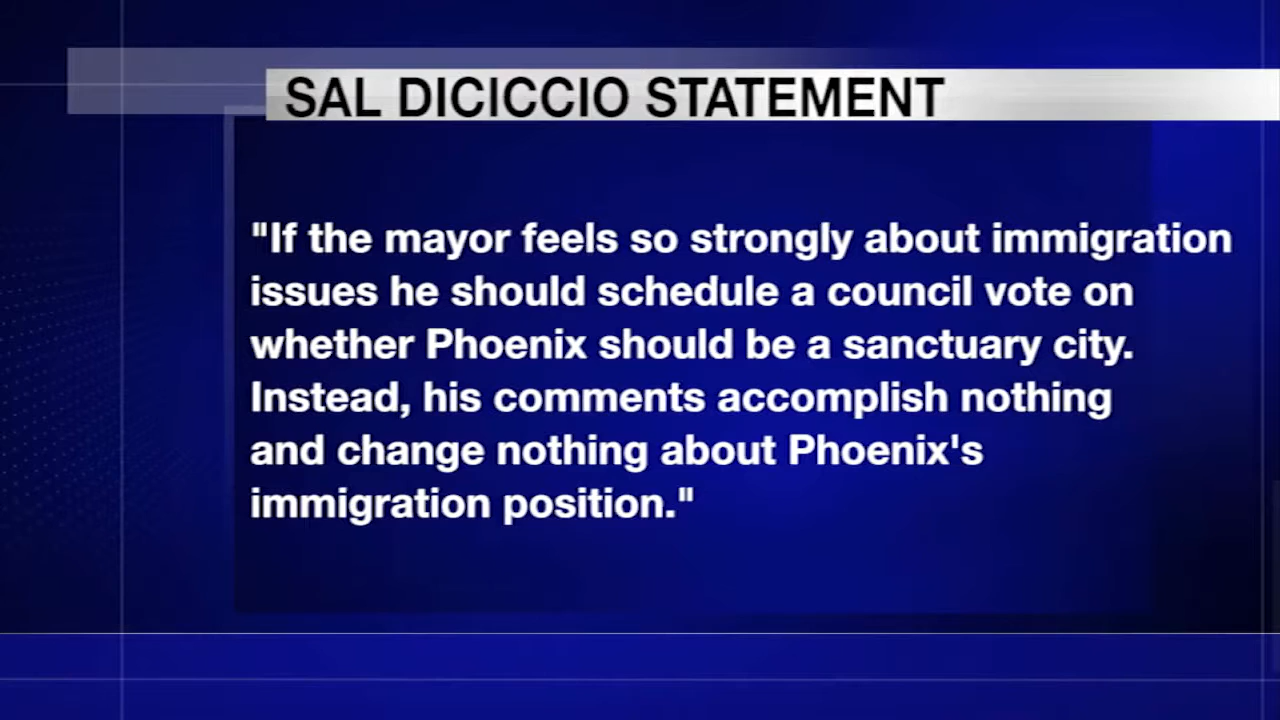 SAL DICICCIO STATEMENT
"If the mayor feels so strongly about immigration
issues he should schedule a council vote on
whether Phoenix should be a sanctuary city.
Instead, his comments accomplish nothing
and change nothing about Phoenix's
immigration position."